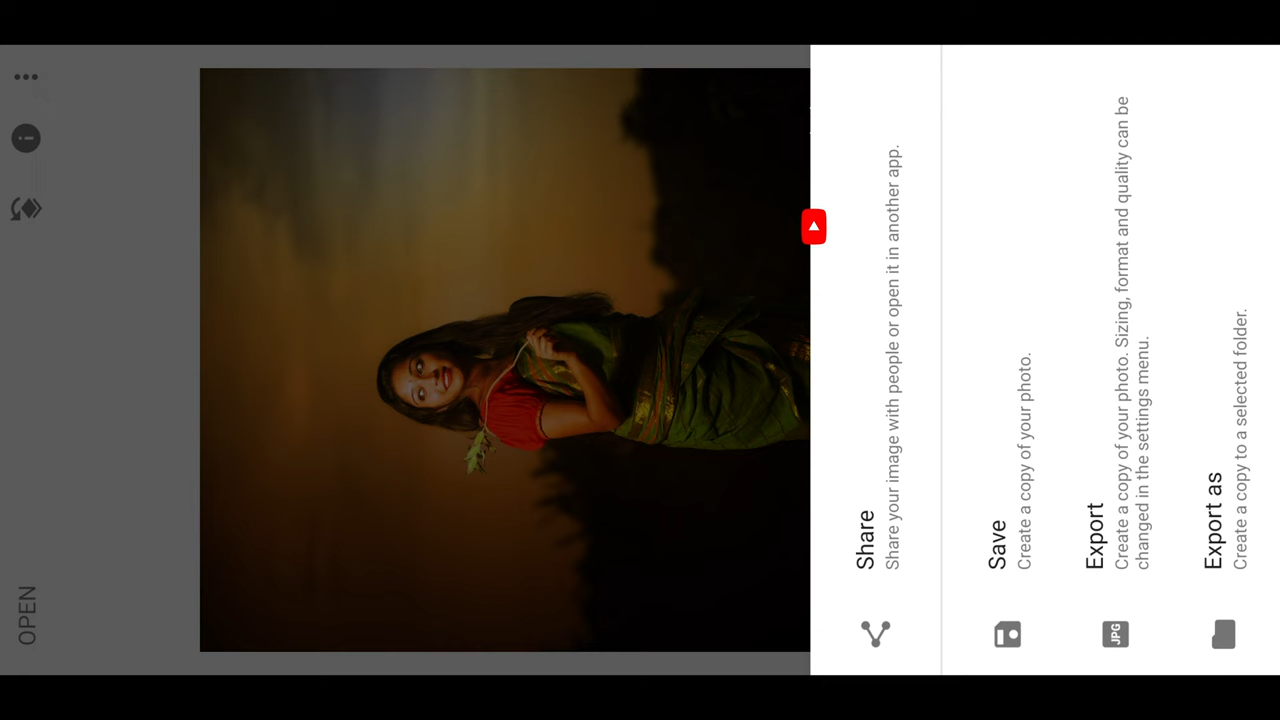 OPEN
Share
Share your image with people or open it in another app.
Save
Create a copy of your photo.
Export
Create a copy of your photo. Sizing, format and quality can be
changed in the settings menu.
JPG
Export as
Create a copy to a selected folder.